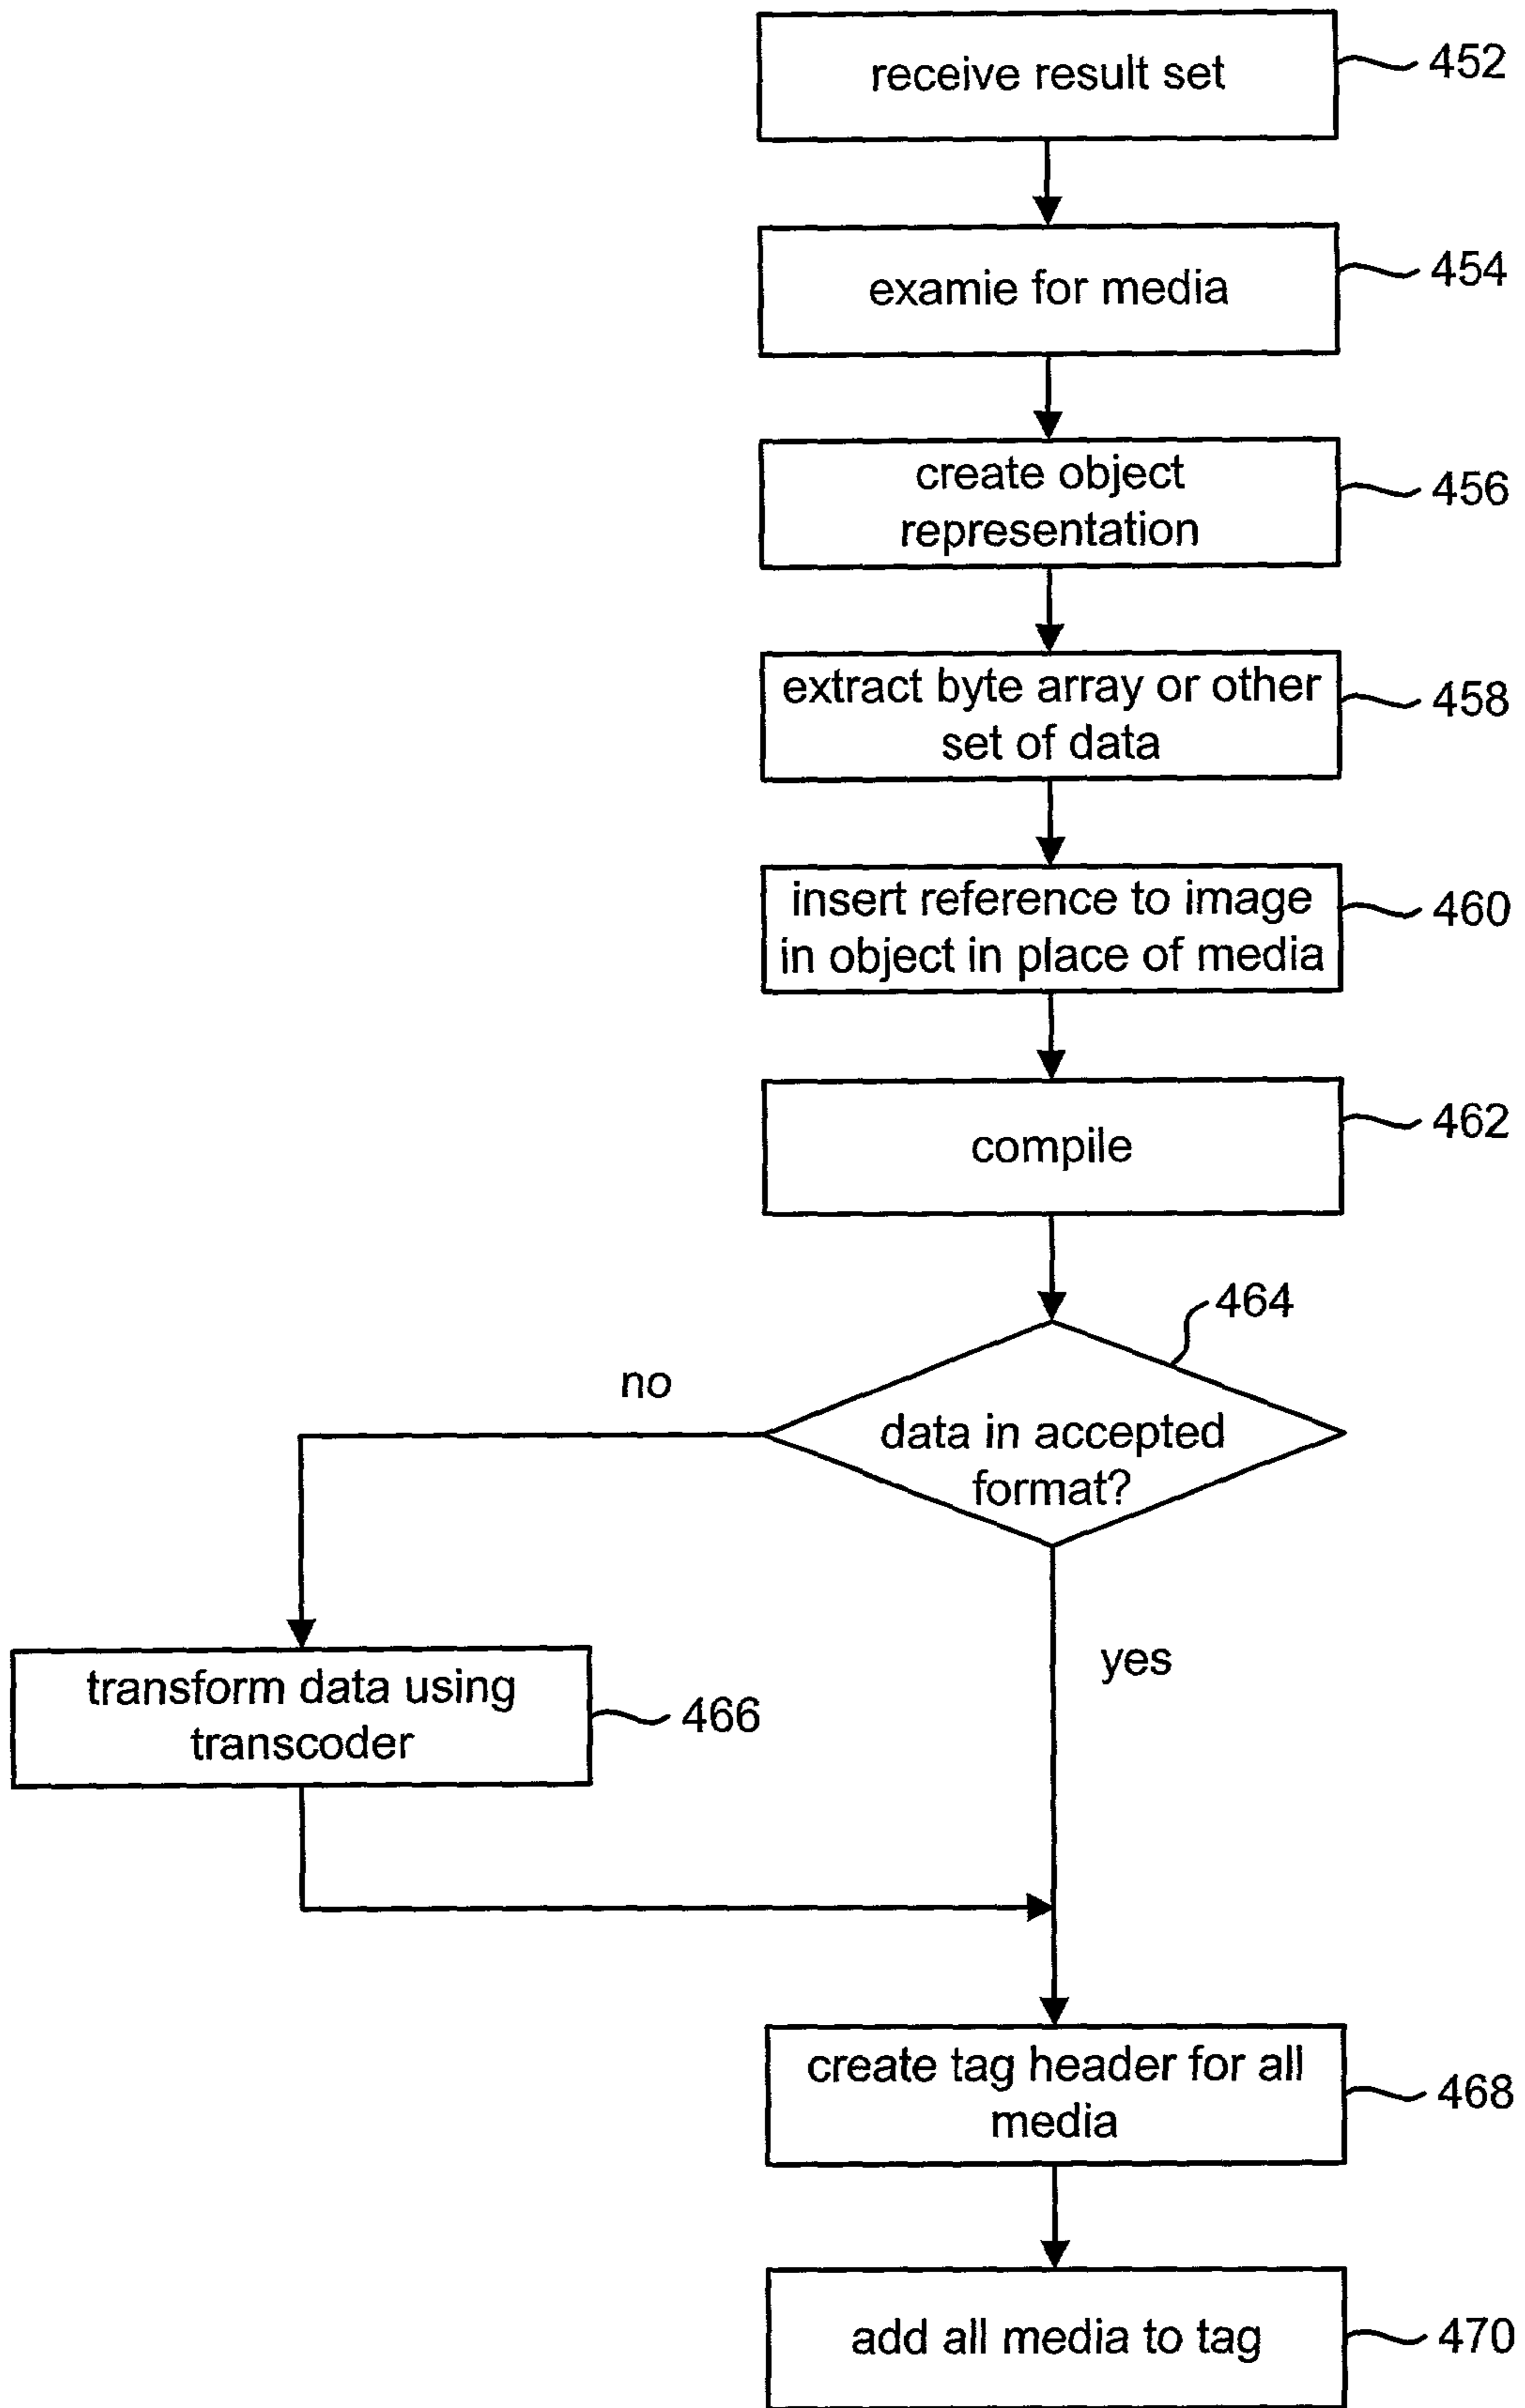 receive result set
452
examie for media
454
create object
representation
456
extract byte array or other
set of data
458
insert reference to image
in object in place of media
460
compile
462
464
no
data in accepted
format?
yes
transform data using
transcoder
466
create tag header for all
media
468
add all media to tag
470